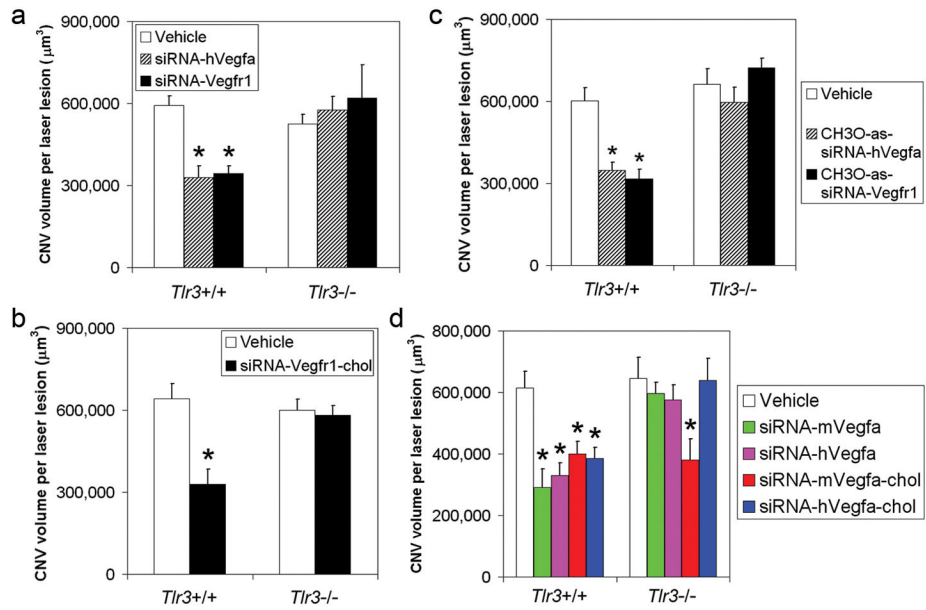 a
CNV volume per laser lesion (μm³)
900,000
600,000
300,000
0
Vehicle
siRNA-hVegfa
siRNA-Vegfr1
* *
Tlr3+/+ Tlr3-/-
c
CNV volume per laser lesion (μm³)
900,000
600,000
300,000
0
* *
Tlr3+/+ Tlr3-/-
Vehicle
CH3O-as-
siRNA-hVegfa
CH3O-as-
siRNA-Vegfr1
b
CNV volume per laser lesion (μm³)
900,000
600,000
300,000
0
Vehicle
siRNA-Vegfr1-chol
*
Tlr3+/+ Tlr3-/-
d
CNV volume per laser lesion (μm³)
800,000
600,000
400,000
200,000
0
* * * * *
Tlr3+/+ Tlr3-/-
Vehicle
siRNA-mVegfa
siRNA-hVegfa
siRNA-mVegfa-chol
siRNA-hVegfa-chol